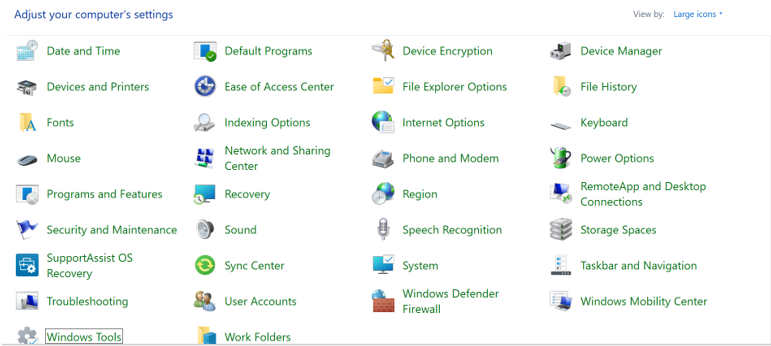 Adjust your computer's settings
View by: Large icons
Date and Time
Default Programs
Device Encryption
Device Manager
Devices and Printers
Ease of Access Center
File Explorer Options
File History
Fonts
Indexing Options
Internet Options
Keyboard
Mouse
Network and Sharing
Center
Phone and Modem
Power Options
Programs and Features
Recovery
Region
RemoteApp and Desktop
Connections
Security and Maintenance
Sound
Speech Recognition
Storage Spaces
SupportAssist OS
Recovery
Sync Center
System
Taskbar and Navigation
Troubleshooting
User Accounts
Windows Defender
Firewall
Windows Mobility Center
Windows Tools
Work Folders